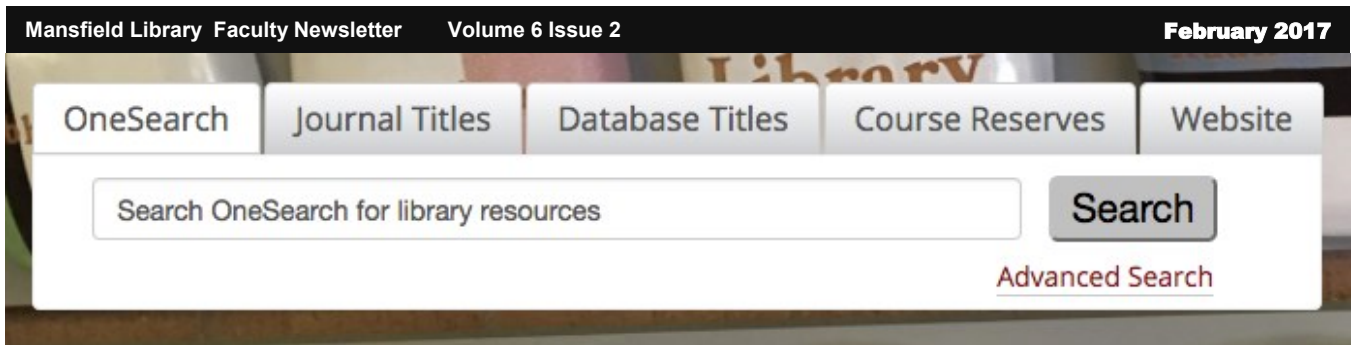 Mansfield Library Faculty Newsletter Volume 6 Issue 2 February 2017
Library
OneSearch Journal Titles Database Titles Course Reserves Website
Search OneSearch for library resources Search
Advanced Search